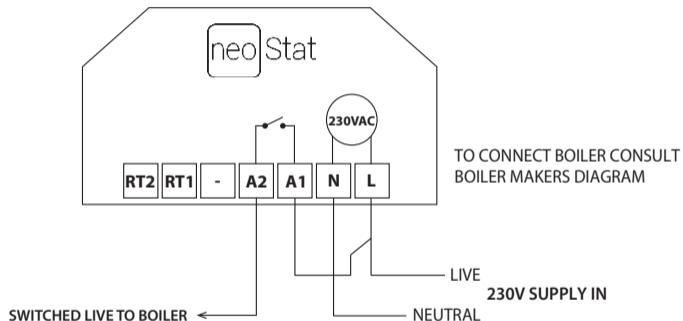 neoStat
230VAC
RT2 RT1 - A2 A1 N L
TO CONNECT BOILER CONSULT
BOILER MAKERS DIAGRAM
LIVE
230V SUPPLY IN
NEUTRAL
SWITCHED LIVE TO BOILER